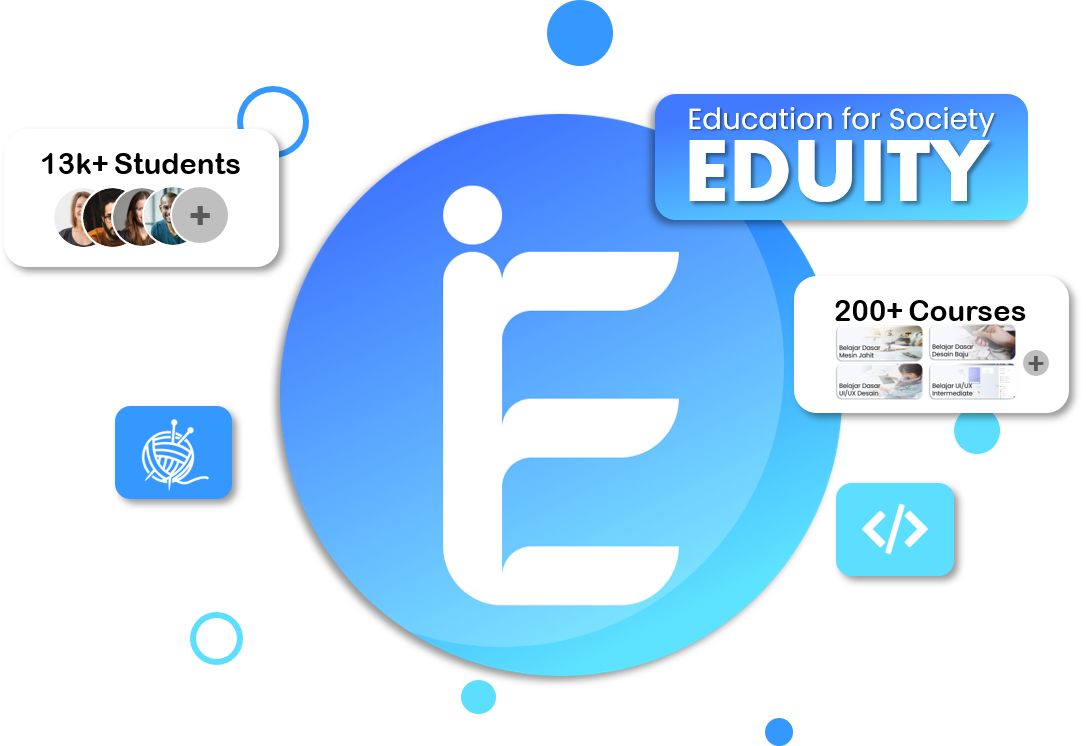 Education for Society
EDUITY
13k+ Students
200+ Courses
Belajar Dasar
Mesin Jahit
Belajar Dasar
Desain Baju
Belajar Dasar
UI/UX Desain
Belajar UI/UX
Intermediate